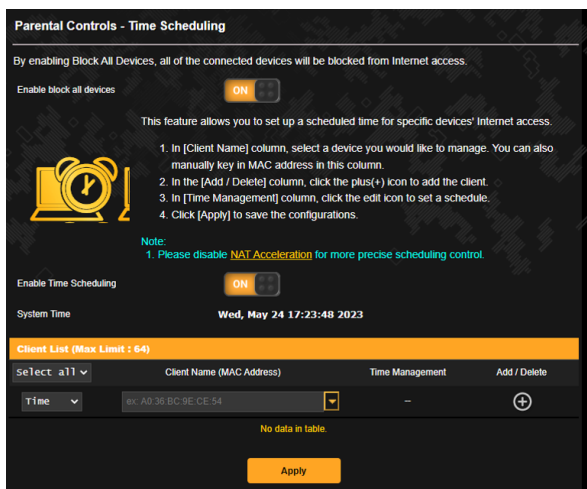 Parental Controls - Time Scheduling
By enabling Block All Devices, all of the connected devices will be blocked from Internet access.
Enable block all devices
ON
This feature allows you to set up a scheduled time for specific devices' Internet access.
1. In [Client Name] column, select a device you would like to manage. You can also
manually key in MAC address in this column.
2. In the [Add / Delete] column, click the plus(+) icon to add the client.
3. In [Time Management] column, click the edit icon to set a schedule.
4. Click [Apply] to save the configurations.
Note:
1. Please disable NAT Acceleration for more precise scheduling control.
Enable Time Scheduling
ON
System Time
Wed, May 24 17:23:48 2023
Client List (Max Limit : 64)
Select all Client Name (MAC Address) Time Management Add / Delete
Time ex: A0:36:BC:9E:CE:54 –
No data in table.
Apply